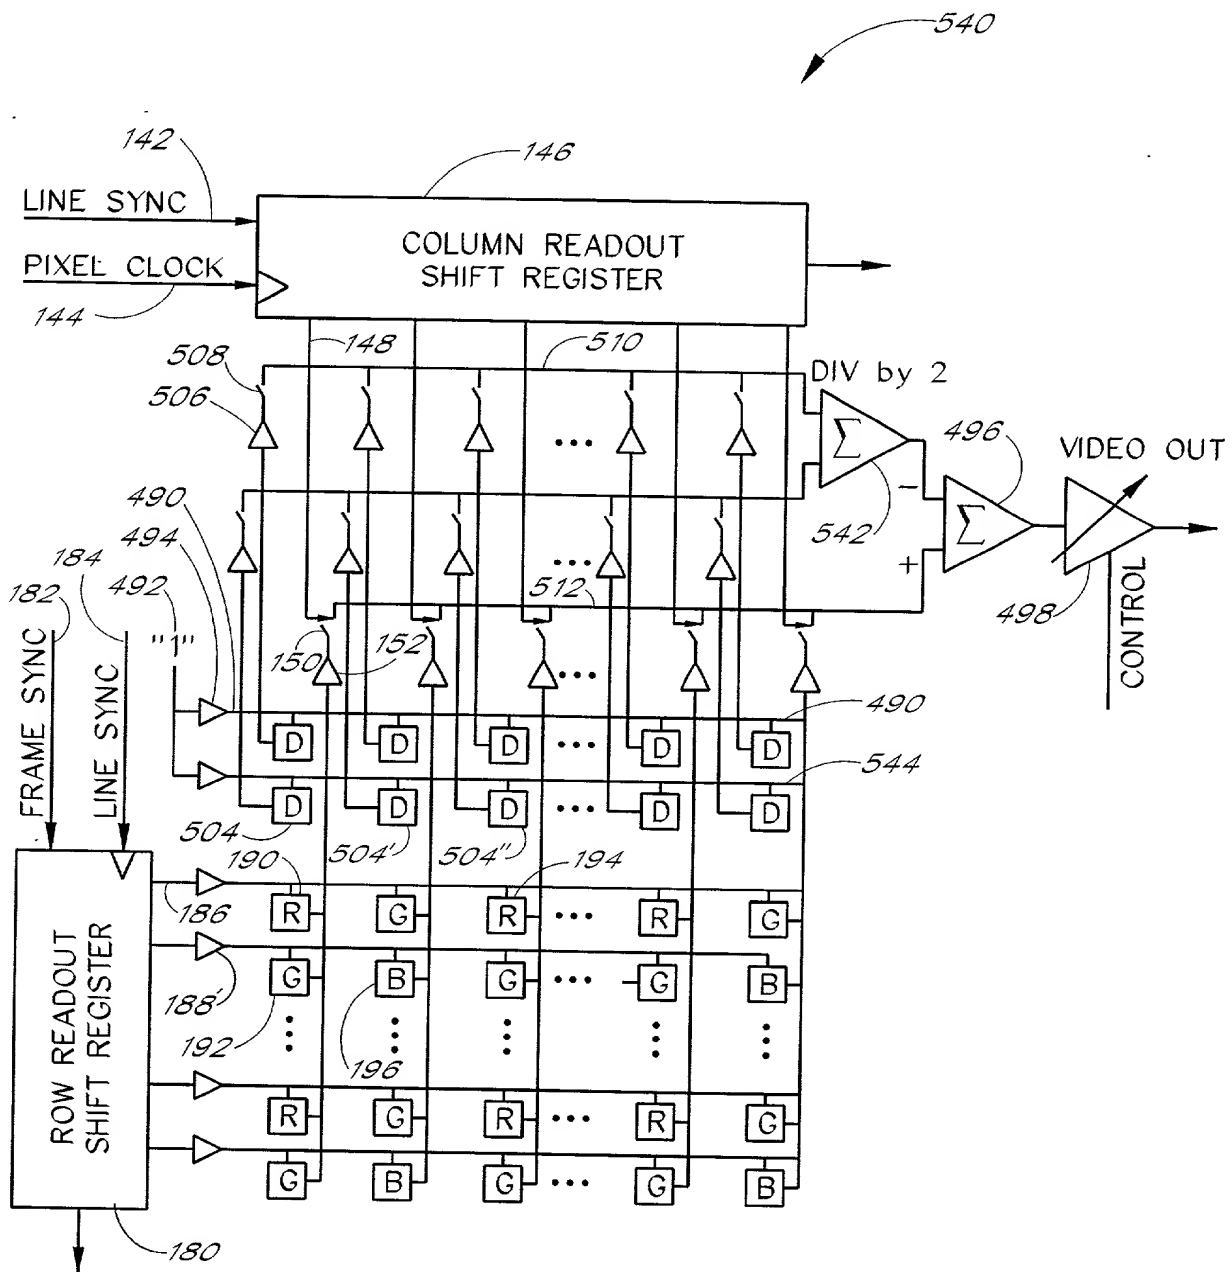 540
142
146
LINE SYNC
COLUMN READOUT
SHIFT REGISTER
PIXEL CLOCK
144
148
510
508
506
DIV by 2
Σ
542
496
VIDEO OUT
−
+
Σ
498
CONTROL
490
494
184
492
182
"1"
512
150
152
FRAME SYNC
LINE SYNC
490
D D D ... D D
544
D D D ... D D
504
504'
504"
190
194
186
R G R ... R G
188'
G B G ... G B
192
196
ROW READOUT
SHIFT REGISTER
R G R ... R G
G B G ... G B
180